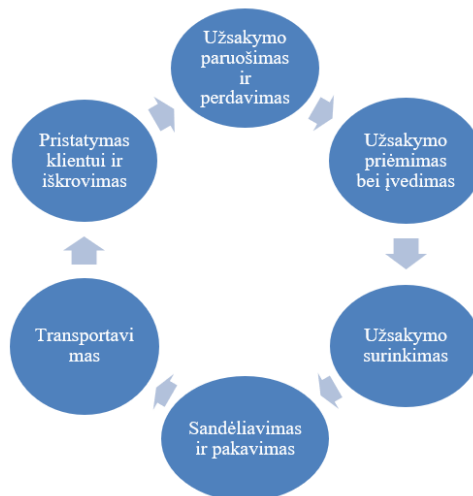 Užsakymo
paruošimas
ir
perdavimas
Užsakymo
priėmimas
bei įvedimas
Užsakymo
surinkimas
Sandėliavimas
ir pakavimas
Transportavi
mas
Pristatymas
klientui ir
iškrovimas